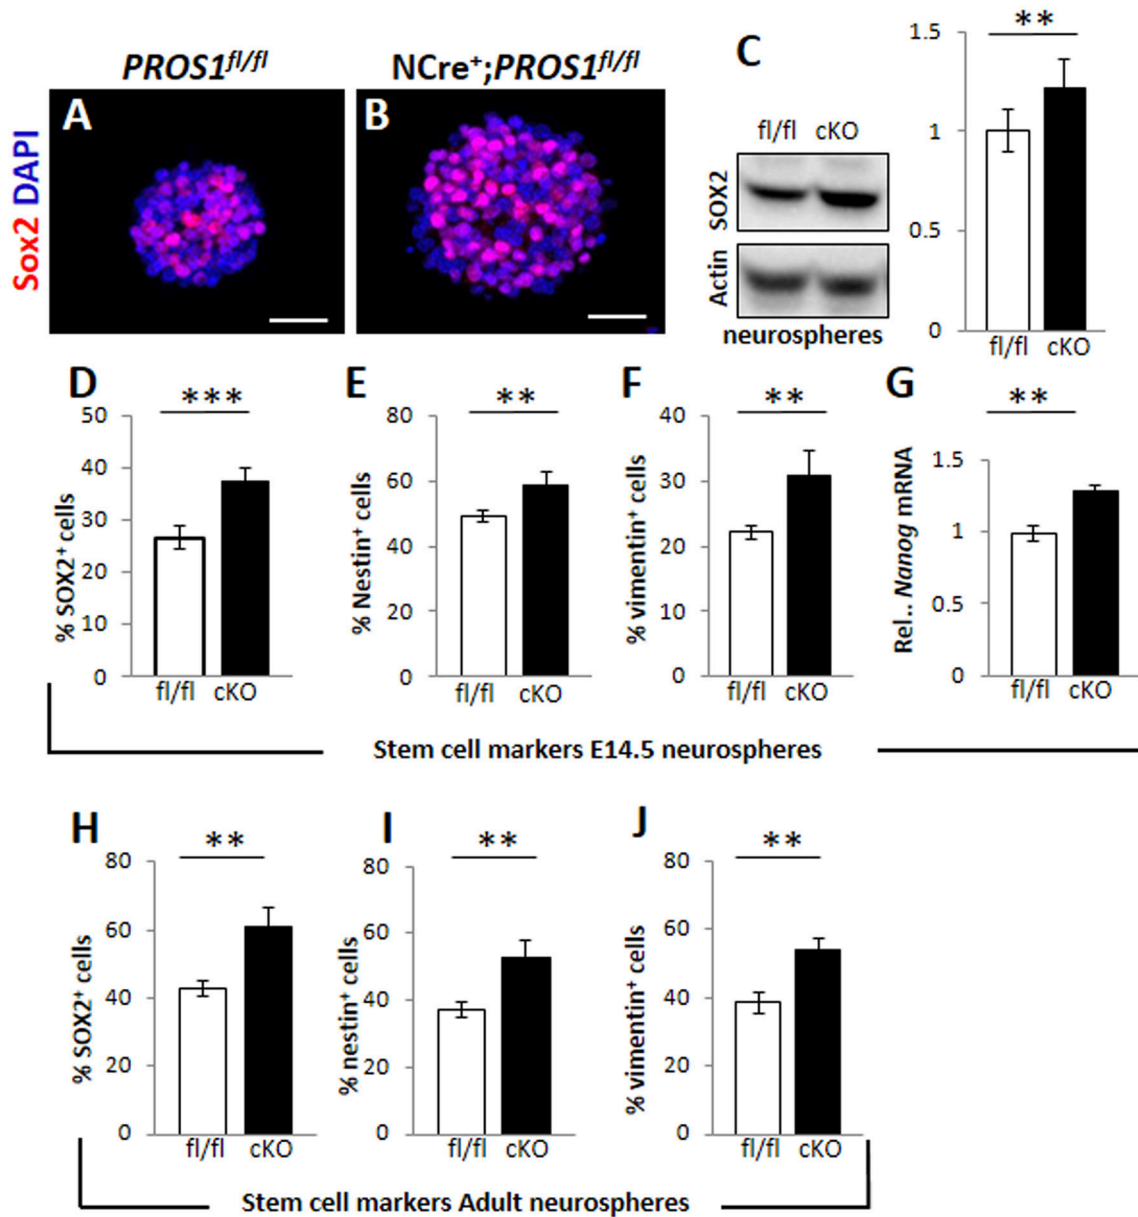 PROS1fl/fl
NCre+;PROS1fl/fl
Sox2 DAPI
A
B
C
fl/fl cKO
SOX2
Actin
neurospheres
**
1.5
1
0.5
0
fl/fl cKO
D
***
% SOX2+ cells
50
40
30
20
10
0
fl/fl cKO
E
**
% Nestin+ cells
80
60
40
20
0
fl/fl cKO
F
**
% vimentin+ cells
40
30
20
10
0
fl/fl cKO
G
**
Rel.. Nanog mRNA
1.5
1
0.5
0
fl/fl cKO
Stem cell markers E14.5 neurospheres
H
**
% SOX2+ cells
80
60
40
20
0
fl/fl cKO
I
**
% nestin+ cells
80
60
40
20
0
fl/fl cKO
J
**
% vimentin+ cells
80
60
40
20
0
fl/fl cKO
Stem cell markers Adult neurospheres